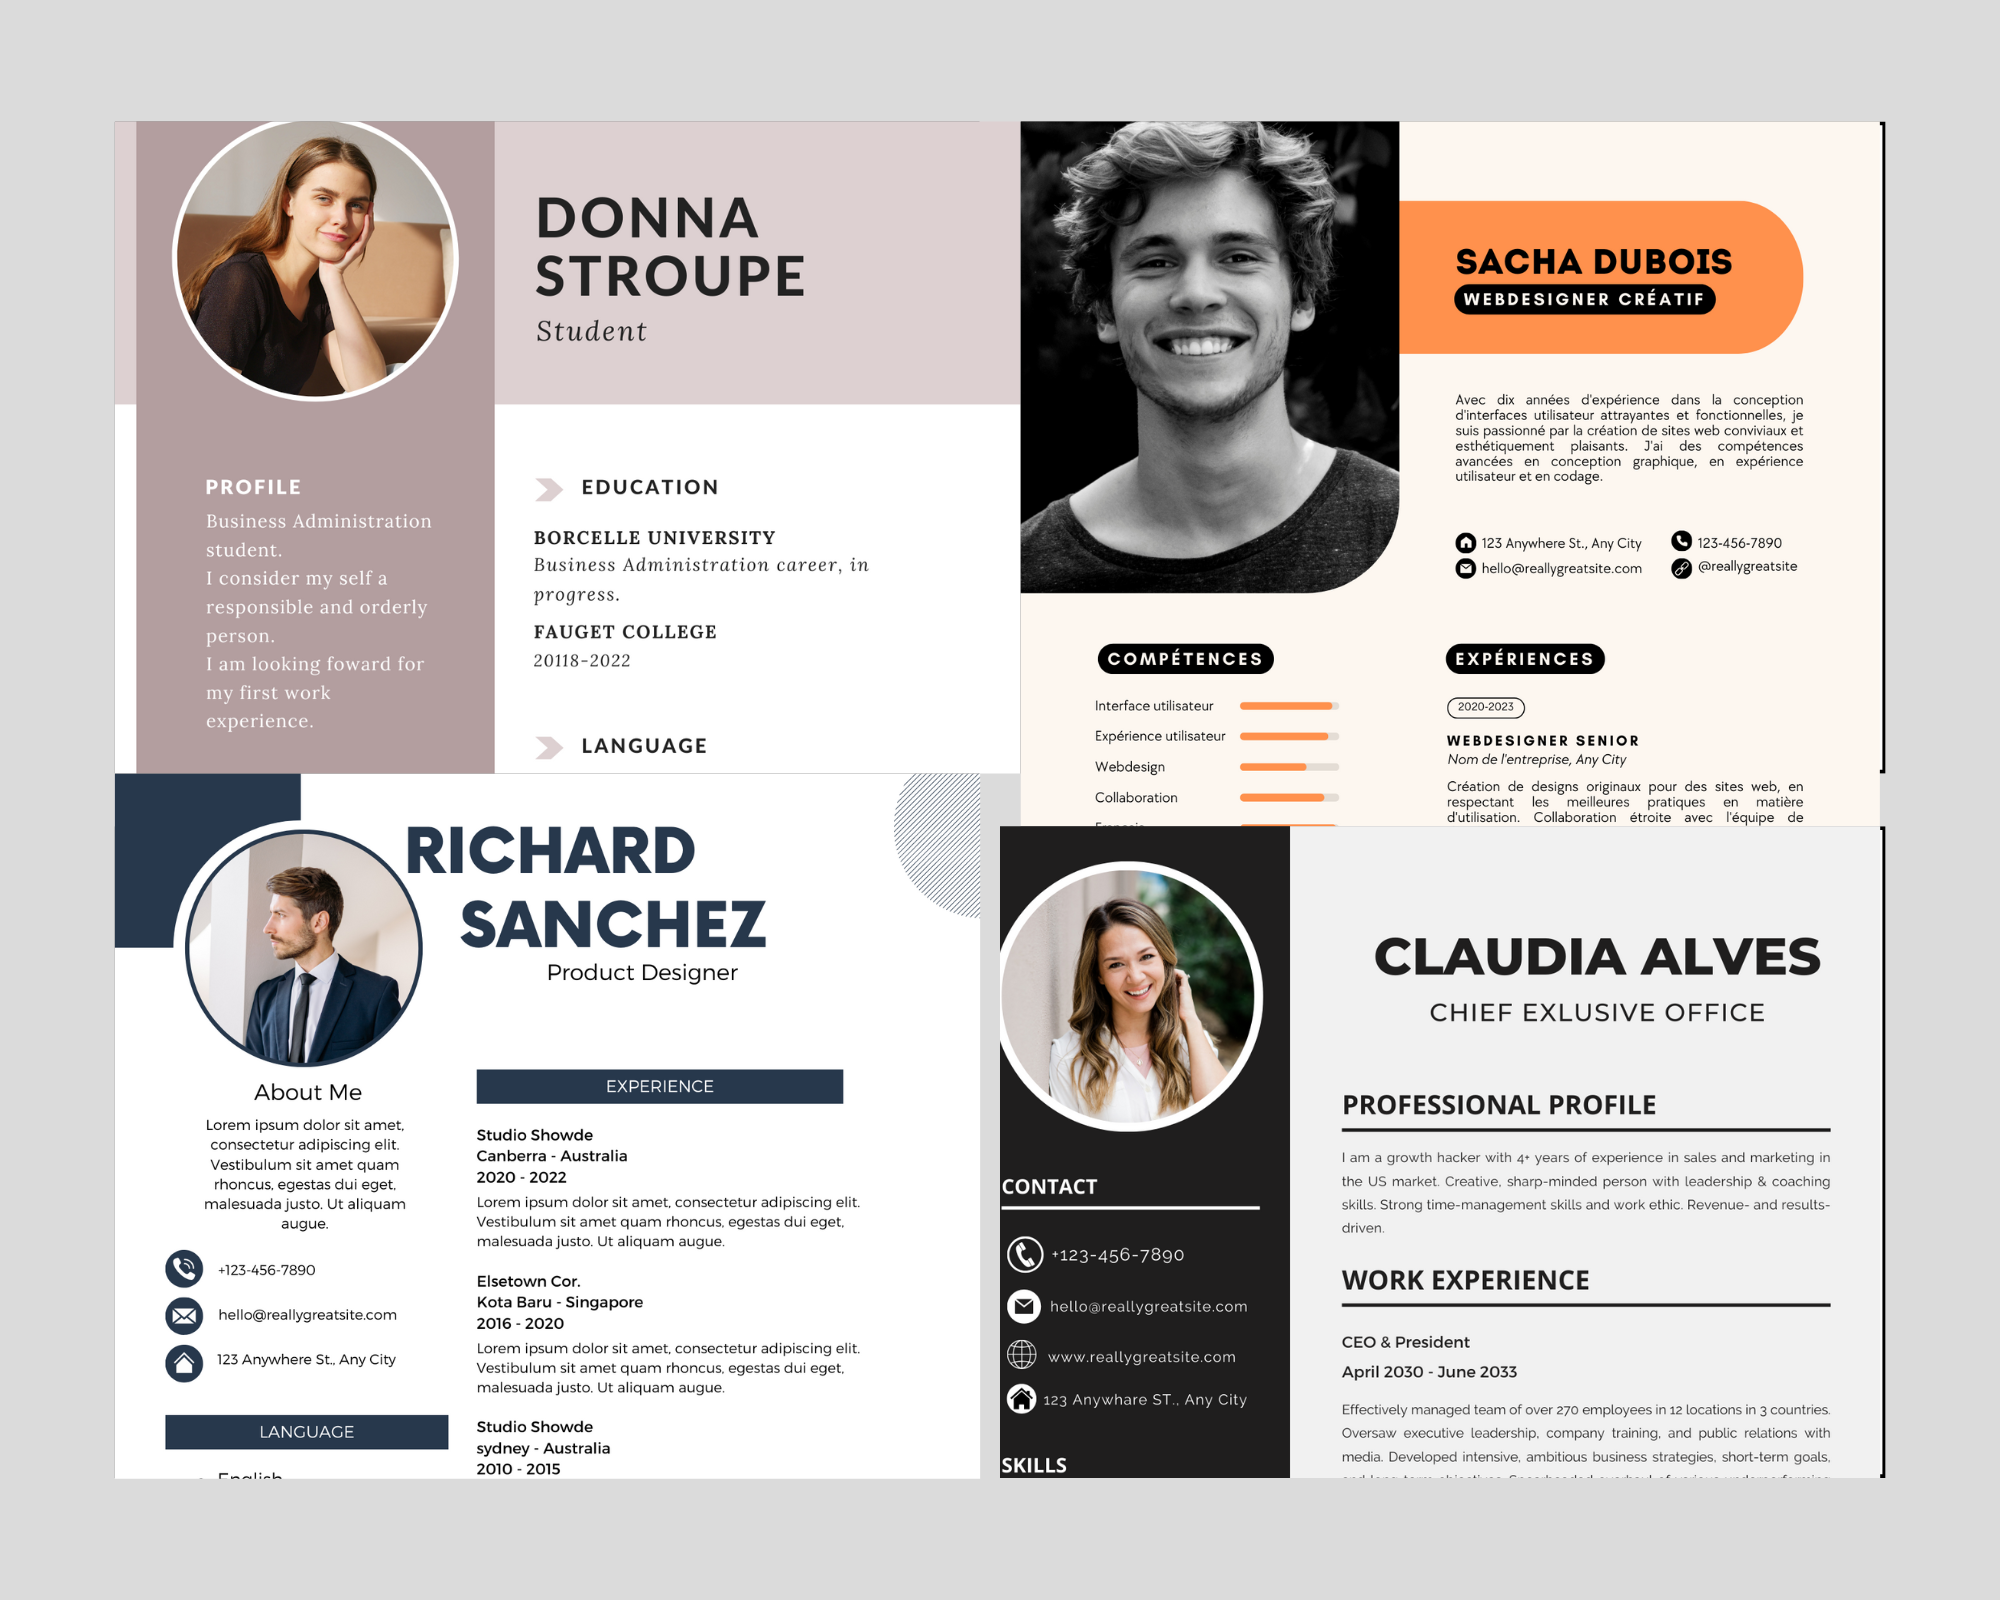 DONNA
STROUPE
Student
PROFILE
Business Administration
student.
I consider my self a
responsible and orderly
person.
I am looking foward for
my first work
experience.
EDUCATION
BORCELLE UNIVERSITY
Business Administration career, in
progress.
FAUGET COLLEGE
20118-2022
LANGUAGE
SACHA DUBOIS
WEBDESIGNER CRÉATIF
Avec dix années d'expérience dans la conception
d'interfaces utilisateur attrayantes et fonctionnelles, je
suis passionné par la création de sites web conviviaux et
esthétiquement plaisants. J'ai des compétences
avancées en conception graphique, en expérience
utilisateur et en codage.
123 Anywhere St., Any City
123-456-7890
hello@reallygreatsite.com
@reallygreatsite
COMPÉTENCES
Interface utilisateur
Expérience utilisateur
Webdesign
Collaboration
EXPÉRIENCES
2020-2023
WEBDESIGNER SENIOR
Nom de l'entreprise, Any City
Création de designs originaux pour des sites web, en
respectant les meilleures pratiques en matière
d'utilisation. Collaboration étroite avec l'équipe de
RICHARD
SANCHEZ
Product Designer
About Me
Lorem ipsum dolor sit amet,
consectetur adipiscing elit.
Vestibulum sit amet quam
rhoncus, egestas dui eget,
malesuada justo. Ut aliquam
augue.
+123-456-7890
hello@reallygreatsite.com
123 Anywhere St., Any City
LANGUAGE
English
EXPERIENCE
Studio Showde
Canberra - Australia
2020 - 2022
Lorem ipsum dolor sit amet, consectetur adipiscing elit.
Vestibulum sit amet quam rhoncus, egestas dui eget,
malesuada justo. Ut aliquam augue.
Elsetown Cor.
Kota Baru - Singapore
2016 - 2020
Lorem ipsum dolor sit amet, consectetur adipiscing elit.
Vestibulum sit amet quam rhoncus, egestas dui eget,
malesuada justo. Ut aliquam augue.
Studio Showde
sydney - Australia
2010 - 2015
CLAUDIA ALVES
CHIEF EXLUSIVE OFFICE
CONTACT
+123-456-7890
hello@reallygreatsite.com
www.reallygreatsite.com
123 Anywhare ST., Any City
SKILLS
PROFESSIONAL PROFILE
I am a growth hacker with 4+ years of experience in sales and marketing in
the US market. Creative, sharp-minded person with leadership & coaching
skills. Strong time-management skills and work ethic. Revenue- and results-
driven.
WORK EXPERIENCE
CEO & President
April 2030 - June 2033
Effectively managed team of over 270 employees in 12 locations in 3 countries.
Oversaw executive leadership, company training, and public relations with
media. Developed intensive, ambitious business strategies, short-term goals,